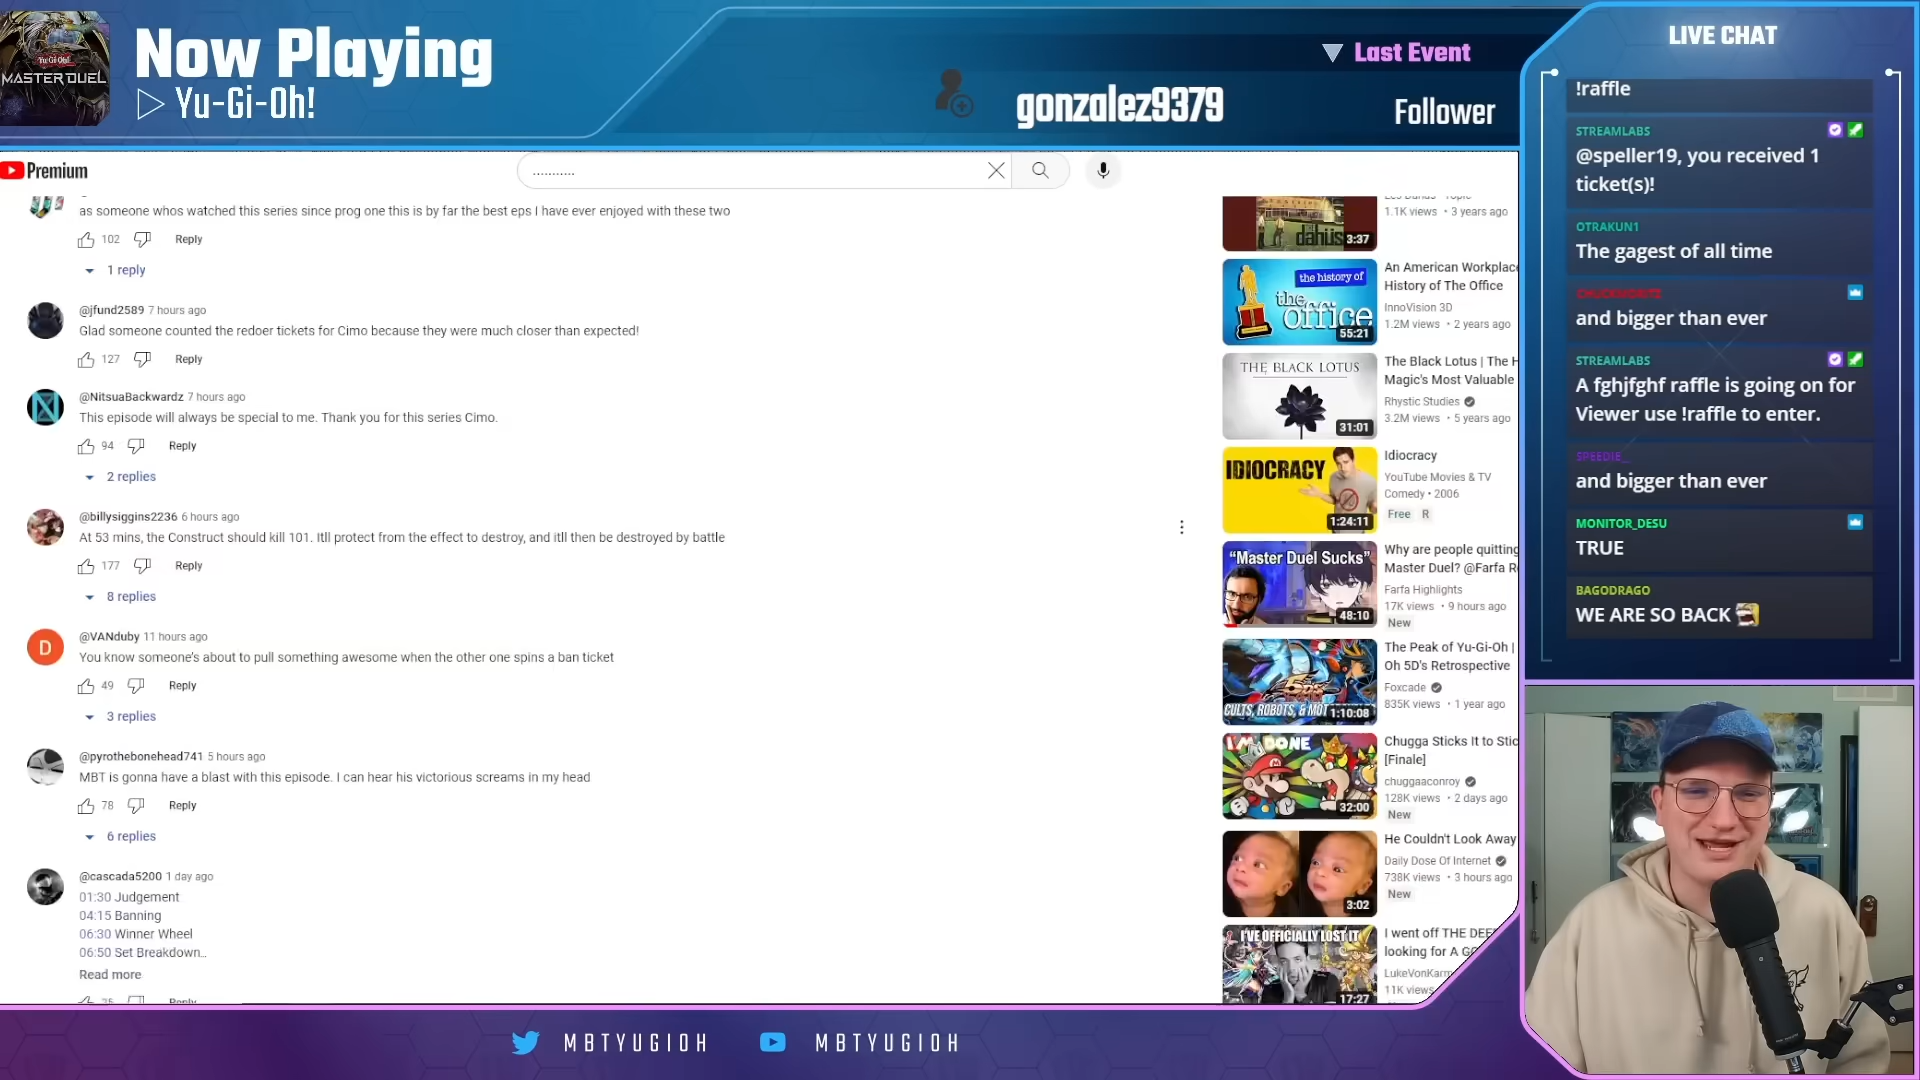 Yu-Gi-Oh!
MASTER DUEL
Now Playing
Yu-Gi-Oh!
Last Event
gonzalez9379
Follower
LIVE CHAT
!raffle
STREAMLABS
@speller19, you received 1
ticket(s)!
OTRAKUN1
The gagest of all time
and bigger than ever
STREAMLABS
A fghjfghf raffle is going on for
Viewer use !raffle to enter.
SPEEDIE_
and bigger than ever
MONITOR_DESU
TRUE
BAGODRAGO
WE ARE SO BACK
Premium
...........
as someone whos watched this series since prog one this is by far the best eps I have ever enjoyed with these two
102
Reply
1 reply
@jfund2589 7 hours ago
Glad someone counted the redoer tickets for Cimo because they were much closer than expected!
127
Reply
@NitsuaBackwardz 7 hours ago
This episode will always be special to me. Thank you for this series Cimo.
94
Reply
2 replies
@billysiggins2236 6 hours ago
At 53 mins, the Construct should kill 101. Itll protect from the effect to destroy, and itll then be destroyed by battle
177
Reply
8 replies
D
@VANduby 11 hours ago
You know someone's about to pull something awesome when the other one spins a ban ticket
49
Reply
3 replies
@pyrothebonehead741 5 hours ago
MBT is gonna have a blast with this episode. I can hear his victorious screams in my head
78
Reply
6 replies
@cascada5200 1 day ago
01:30 Judgement
04:15 Banning
06:30 Winner Wheel
06:50 Set Breakdown...
Read more
Reply
dahüs
3:37
1.1K views • 3 years ago
the history of
the office
55:21
An American Workplace
History of The Office
InnoVision 3D
1.2M views • 2 years ago
THE BLACK LOTUS
31:01
The Black Lotus | The H
Magic's Most Valuable
Rhystic Studies
3.2M views • 5 years ago
IDIOCRACY
1:24:11
Idiocracy
YouTube Movies & TV
Comedy • 2006
Free R
"Master Duel Sucks"
48:10
Why are people quitting
Master Duel? @Farfa R
Farfa Highlights
17K views • 9 hours ago
New
CULTS, ROBOTS, & MOT
1:10:08
The Peak of Yu-Gi-Oh |
Oh 5D's Retrospective
Foxcade
835K views • 1 year ago
I'M DONE
32:00
Chugga Sticks It to Stic
[Finale]
chuggaaconroy
128K views • 2 days ago
New
3:02
He Couldn't Look Away
Daily Dose Of Internet
738K views • 3 hours ago
New
I'VE OFFICIALLY LOST IT
17:27
I went off THE DEE
looking for A G
LukeVonKarm
11K views
MBTYUGIOH
MBTYUGIOH